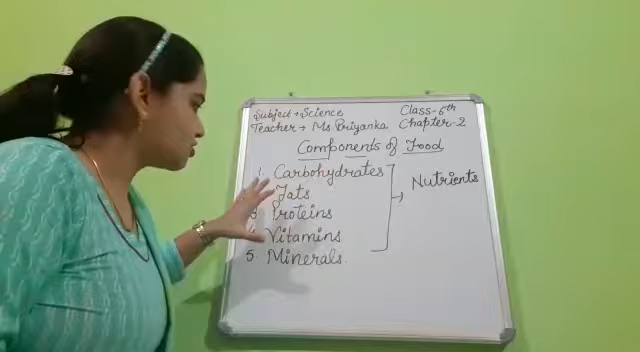 Subject → Science Class-6th
Teacher → Ms. Priyanka Chapter-2
Components of Food
1. Carbohydrates
Fats
3 Proteins
Vitamins
5. Minerals.
→ Nutrients